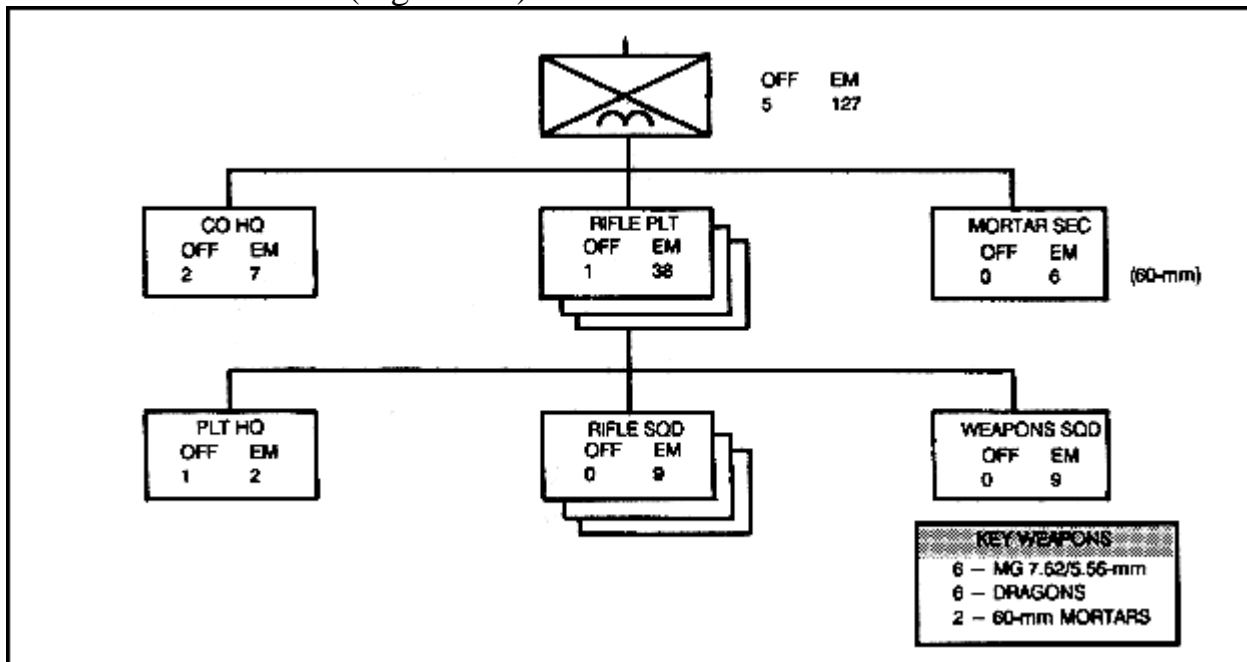 OFF EM
5 127
CO HQ
OFF EM
2 7
RIFLE PLT
OFF EM
1 38
MORTAR SEC
OFF EM
0 6
(60-mm)
PLT HQ
OFF EM
1 2
RIFLE SQD
OFF EM
0 9
WEAPONS SQD
OFF EM
0 9
KEY WEAPONS
6 – MG 7.62/5.56-mm
6 – DRAGONS
2 – 60-mm MORTARS